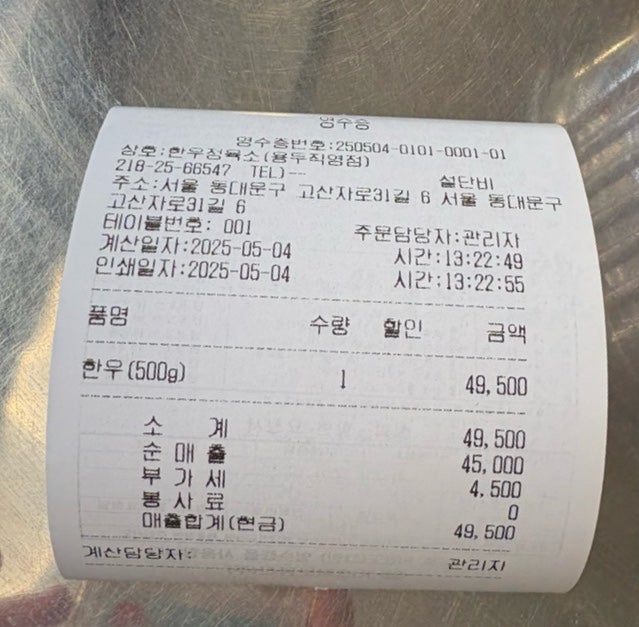 영수증
영수증번호:250504-0101-0001-01
상호:한우정육소(용두직영점)
218-25-66547 TEL)-- 설단비
주소:서울 동대문구 고산자로31길 6 서울 동대문구
고산자로31길 6
테이블번호: 001 주문담당자:관리자
계산일자:2025-05-04 시간:13:22:49
인쇄일자:2025-05-04 시간:13:22:55
품명 수량 할인 금액
한우(500g) 1 49,500
소 계 49,500
순 매 출 45,000
부 가 세 4,500
봉 사 료 0
매출합계(현금) 49,500
계산담당자: 관리자